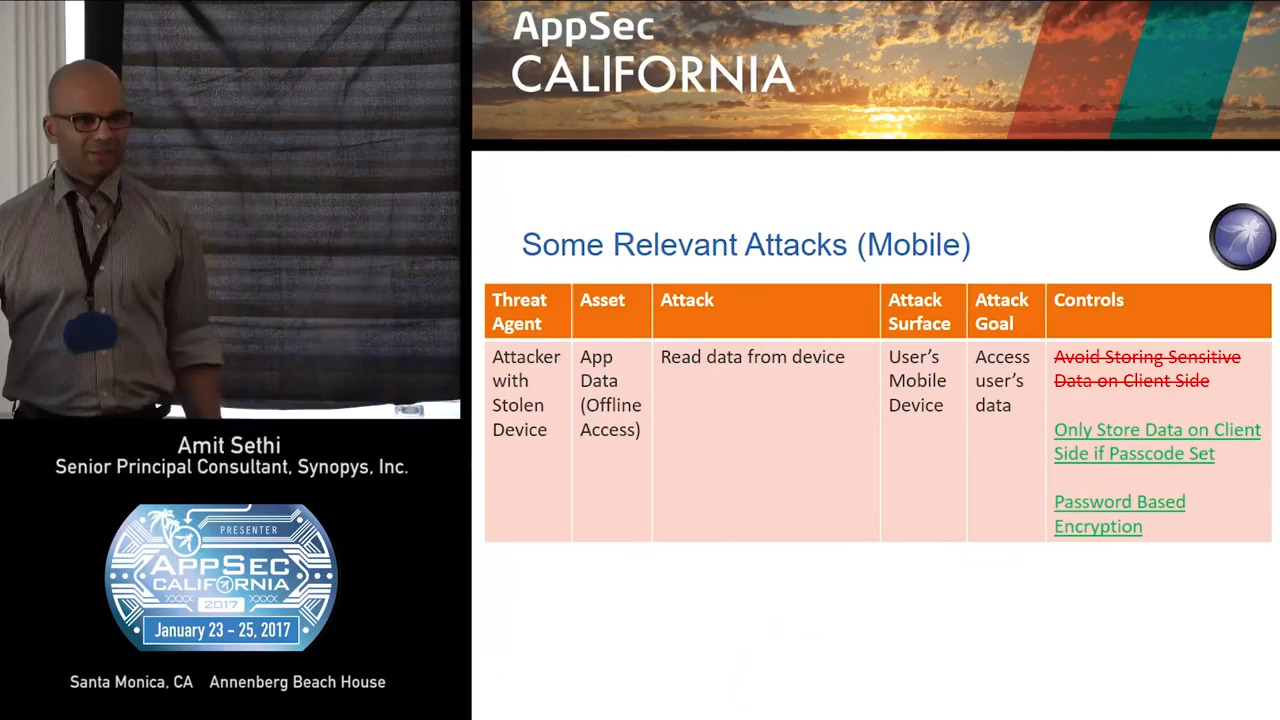 AppSec
CALIFORNIA
Some Relevant Attacks (Mobile)
Threat
Agent
Asset
Attack
Attack
Surface
Attack
Goal
Controls
Attacker
with
Stolen
Device
App
Data
(Offline
Access)
Read data from device
User's
Mobile
Device
Access
user's
data
Avoid Storing Sensitive
Data on Client Side
Only Store Data on Client
Side if Passcode Set
Password Based
Encryption
Amit Sethi
Senior Principal Consultant, Synopys, Inc.
PRESENTER
APPSEC
CALIFORNIA
2017
January 23 – 25, 2017
Santa Monica, CA Annenberg Beach House